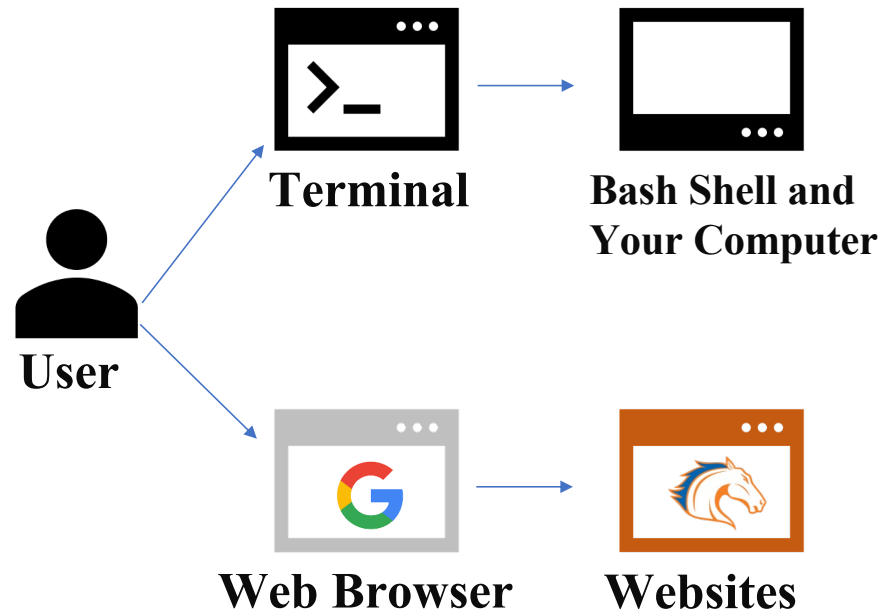 >_
Terminal
Bash Shell and
Your Computer
User
G
Web Browser
Websites